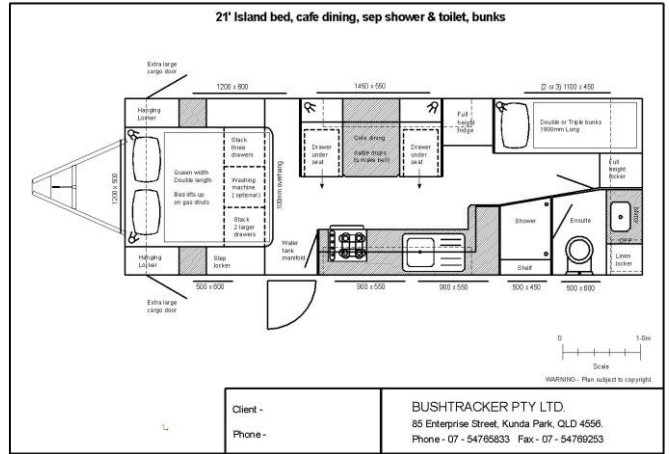 21' Island bed, cafe dining, sep shower & toilet, bunks
Extra large
cargo door
1200 x 600
1450 x 550
(2 or 3) 1100 x 450
Hanging
Locker
Stack
three
drawers
Queen width
Double length
Bed lifts up
on gas struts
Washing
machine
( optional )
Stack
2 larger
drawers
1200 x 500
100mm overhang
Drawer
under
seat
Cafe dining
(table drops
to make bed)
Drawer
under
seat
Full
height
fridge
Double or Triple bunks
1800mm Long
Full
height
locker
Hanging
Locker
Step
locker
Water
tank
manifold
Shower
Shelf
Ensuite
Mirror
Linen
locker
Extra large
cargo door
500 x 600
900 x 550
900 x 550
500 x 450
500 x 600
0
1-0m
Scale
WARNING - Plan subject to copyright
Client -
Phone -
BUSHTRACKER PTY LTD.
85 Enterprise Street, Kunda Park, QLD 4556.
Phone - 07 - 54765833 Fax - 07 - 54769253